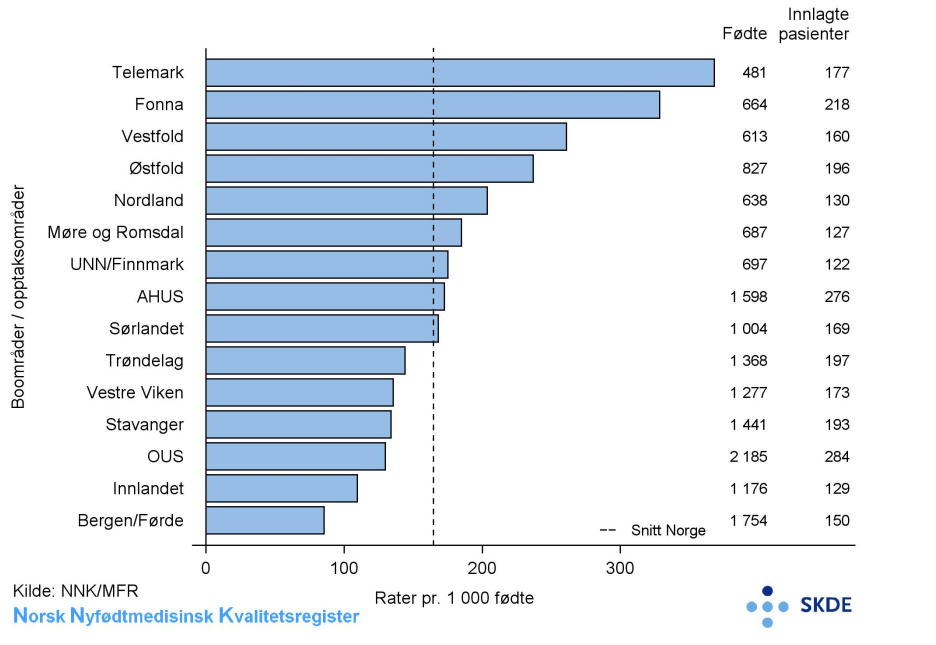 Innlagte
Fødte pasienter
Telemark 481 177
Fonna 664 218
Vestfold 613 160
Østfold 827 196
Nordland 638 130
Møre og Romsdal 687 127
UNN/Finnmark 697 122
AHUS 1 598 276
Sørlandet 1 004 169
Trøndelag 1 368 197
Vestre Viken 1 277 173
Stavanger 1 441 193
OUS 2 185 284
Innlandet 1 176 129
Bergen/Førde 1 754 150
Boområder / opptaksområder
Snitt Norge
0 100 200 300
Rater pr. 1 000 fødte
Kilde: NNK/MFR
Norsk Nyfødtmedisinsk Kvalitetsregister
SKDE